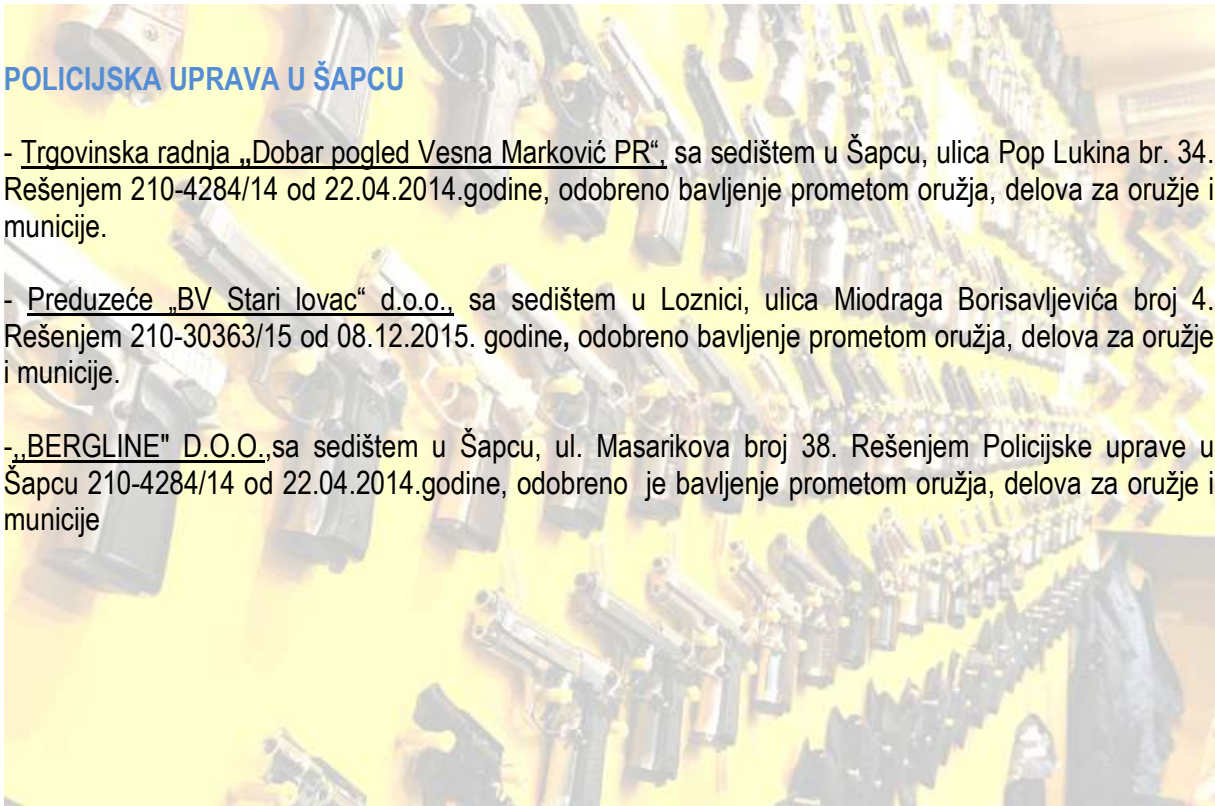 POLICIJSKA UPRAVA U ŠAPCU
- Trgovinska radnja „Dobar pogled Vesna Marković PR“, sa sedištem u Šapcu, ulica Pop Lukina br. 34.
Rešenjem 210-4284/14 od 22.04.2014.godine, odobreno bavljenje prometom oružja, delova za oružje i
municije.
- Preduzeće „BV Stari lovac“ d.o.o., sa sedištem u Loznici, ulica Miodraga Borisavljevića broj 4.
Rešenjem 210-30363/15 od 08.12.2015. godine, odobreno bavljenje prometom oružja, delova za oružje
i municije.
-,,BERGLINE" D.O.O.,sa sedištem u Šapcu, ul. Masarikova broj 38. Rešenjem Policijske uprave u
Šapcu 210-4284/14 od 22.04.2014.godine, odobreno je bavljenje prometom oružja, delova za oružje i
municije